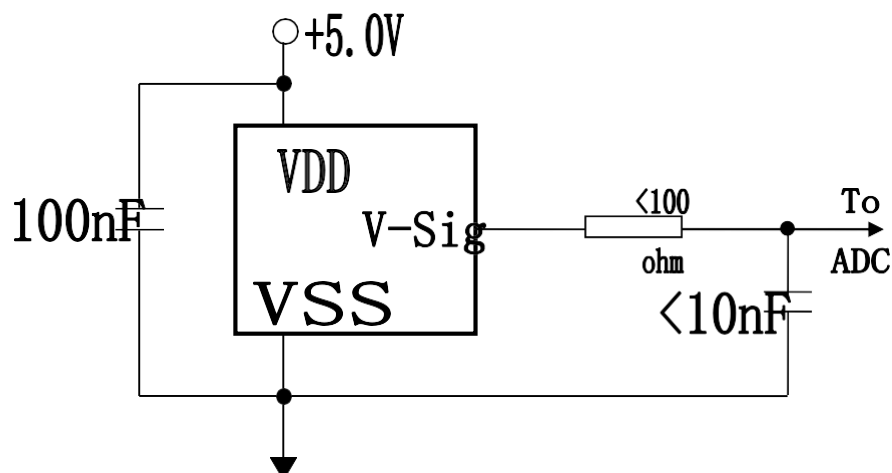 +5.0V
VDD
100nF
V-Sig
<100
ohm
To
ADC
VSS
<10nF